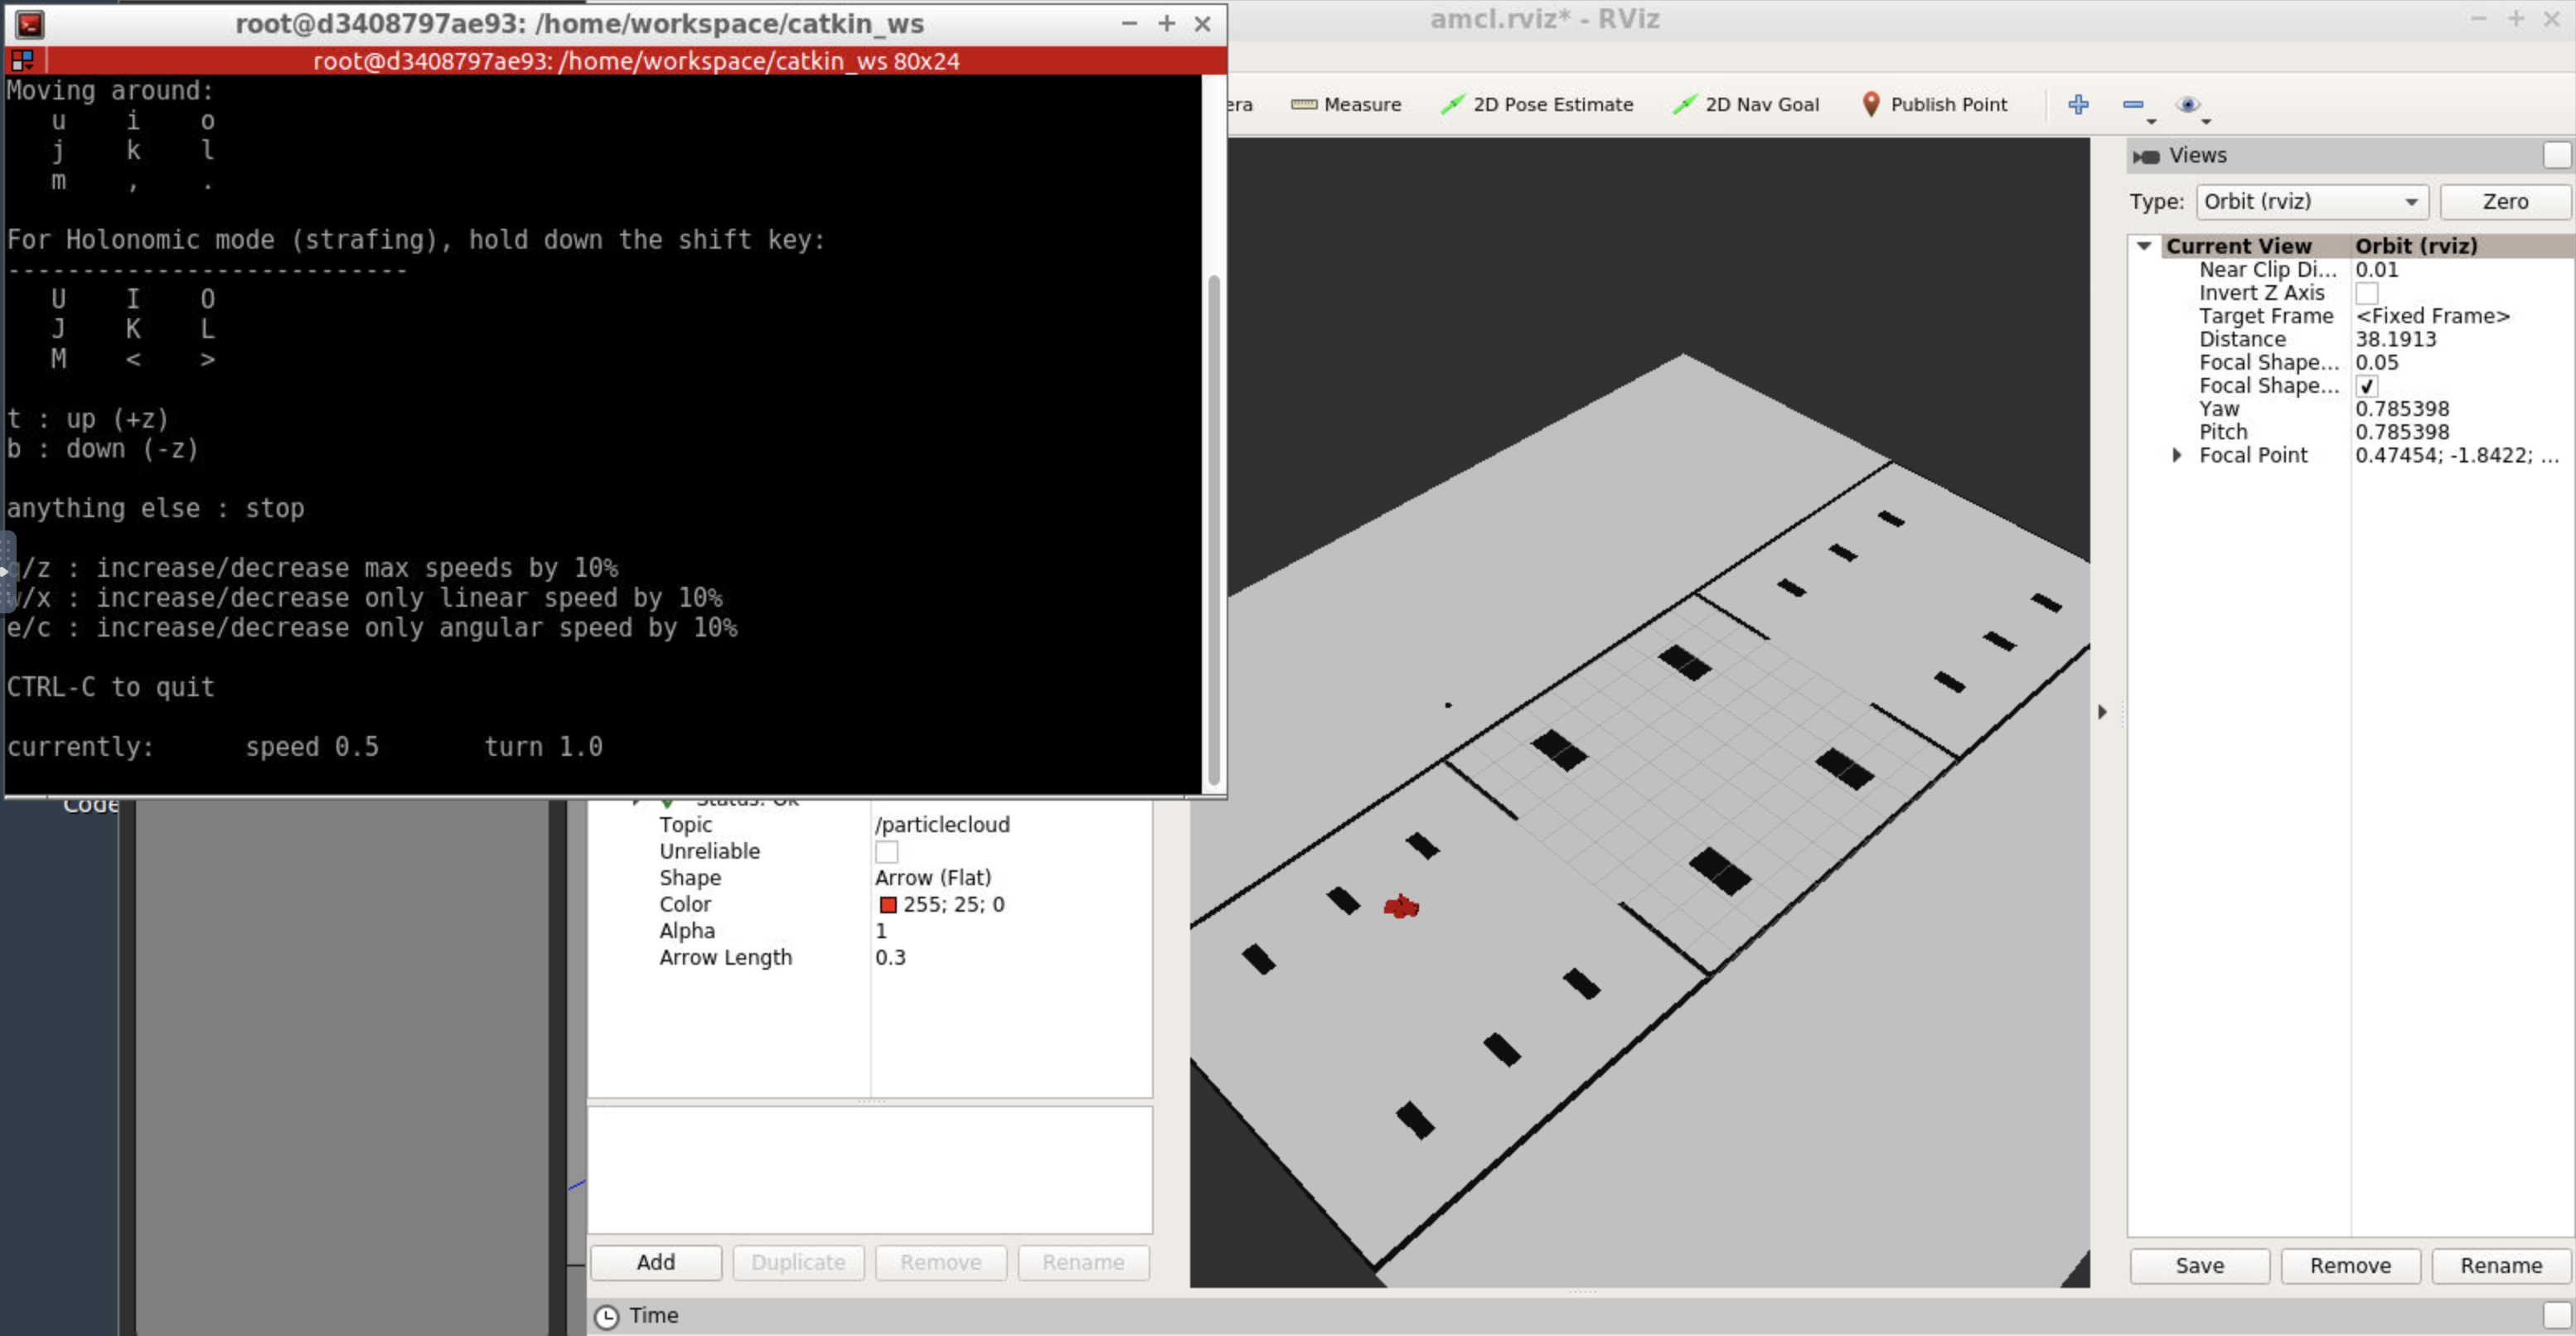 root@d3408797ae93: /home/workspace/catkin_ws
root@d3408797ae93: /home/workspace/catkin_ws 80x24
Moving around:
u i o
j k l
m , .
For Holonomic mode (strafing), hold down the shift key:
---------------------------
U I O
J K L
M < >
t : up (+z)
b : down (-z)
anything else : stop
/z : increase/decrease max speeds by 10%
/x : increase/decrease only linear speed by 10%
e/c : increase/decrease only angular speed by 10%
CTRL-C to quit
currently: speed 0.5 turn 1.0
Code
amcl.rviz* - RViz
era Measure 2D Pose Estimate 2D Nav Goal Publish Point
Status: Ok
Topic /particlecloud
Unreliable
Shape Arrow (Flat)
Color 255; 25; 0
Alpha 1
Arrow Length 0.3
Add Duplicate Remove Rename
Views
Type: Orbit (rviz) Zero
Current View Orbit (rviz)
Near Clip Di... 0.01
Invert Z Axis
Target Frame <Fixed Frame>
Distance 38.1913
Focal Shape... 0.05
Focal Shape...
Yaw 0.785398
Pitch 0.785398
Focal Point 0.47454; -1.8422; ...
Save Remove Rename
Time